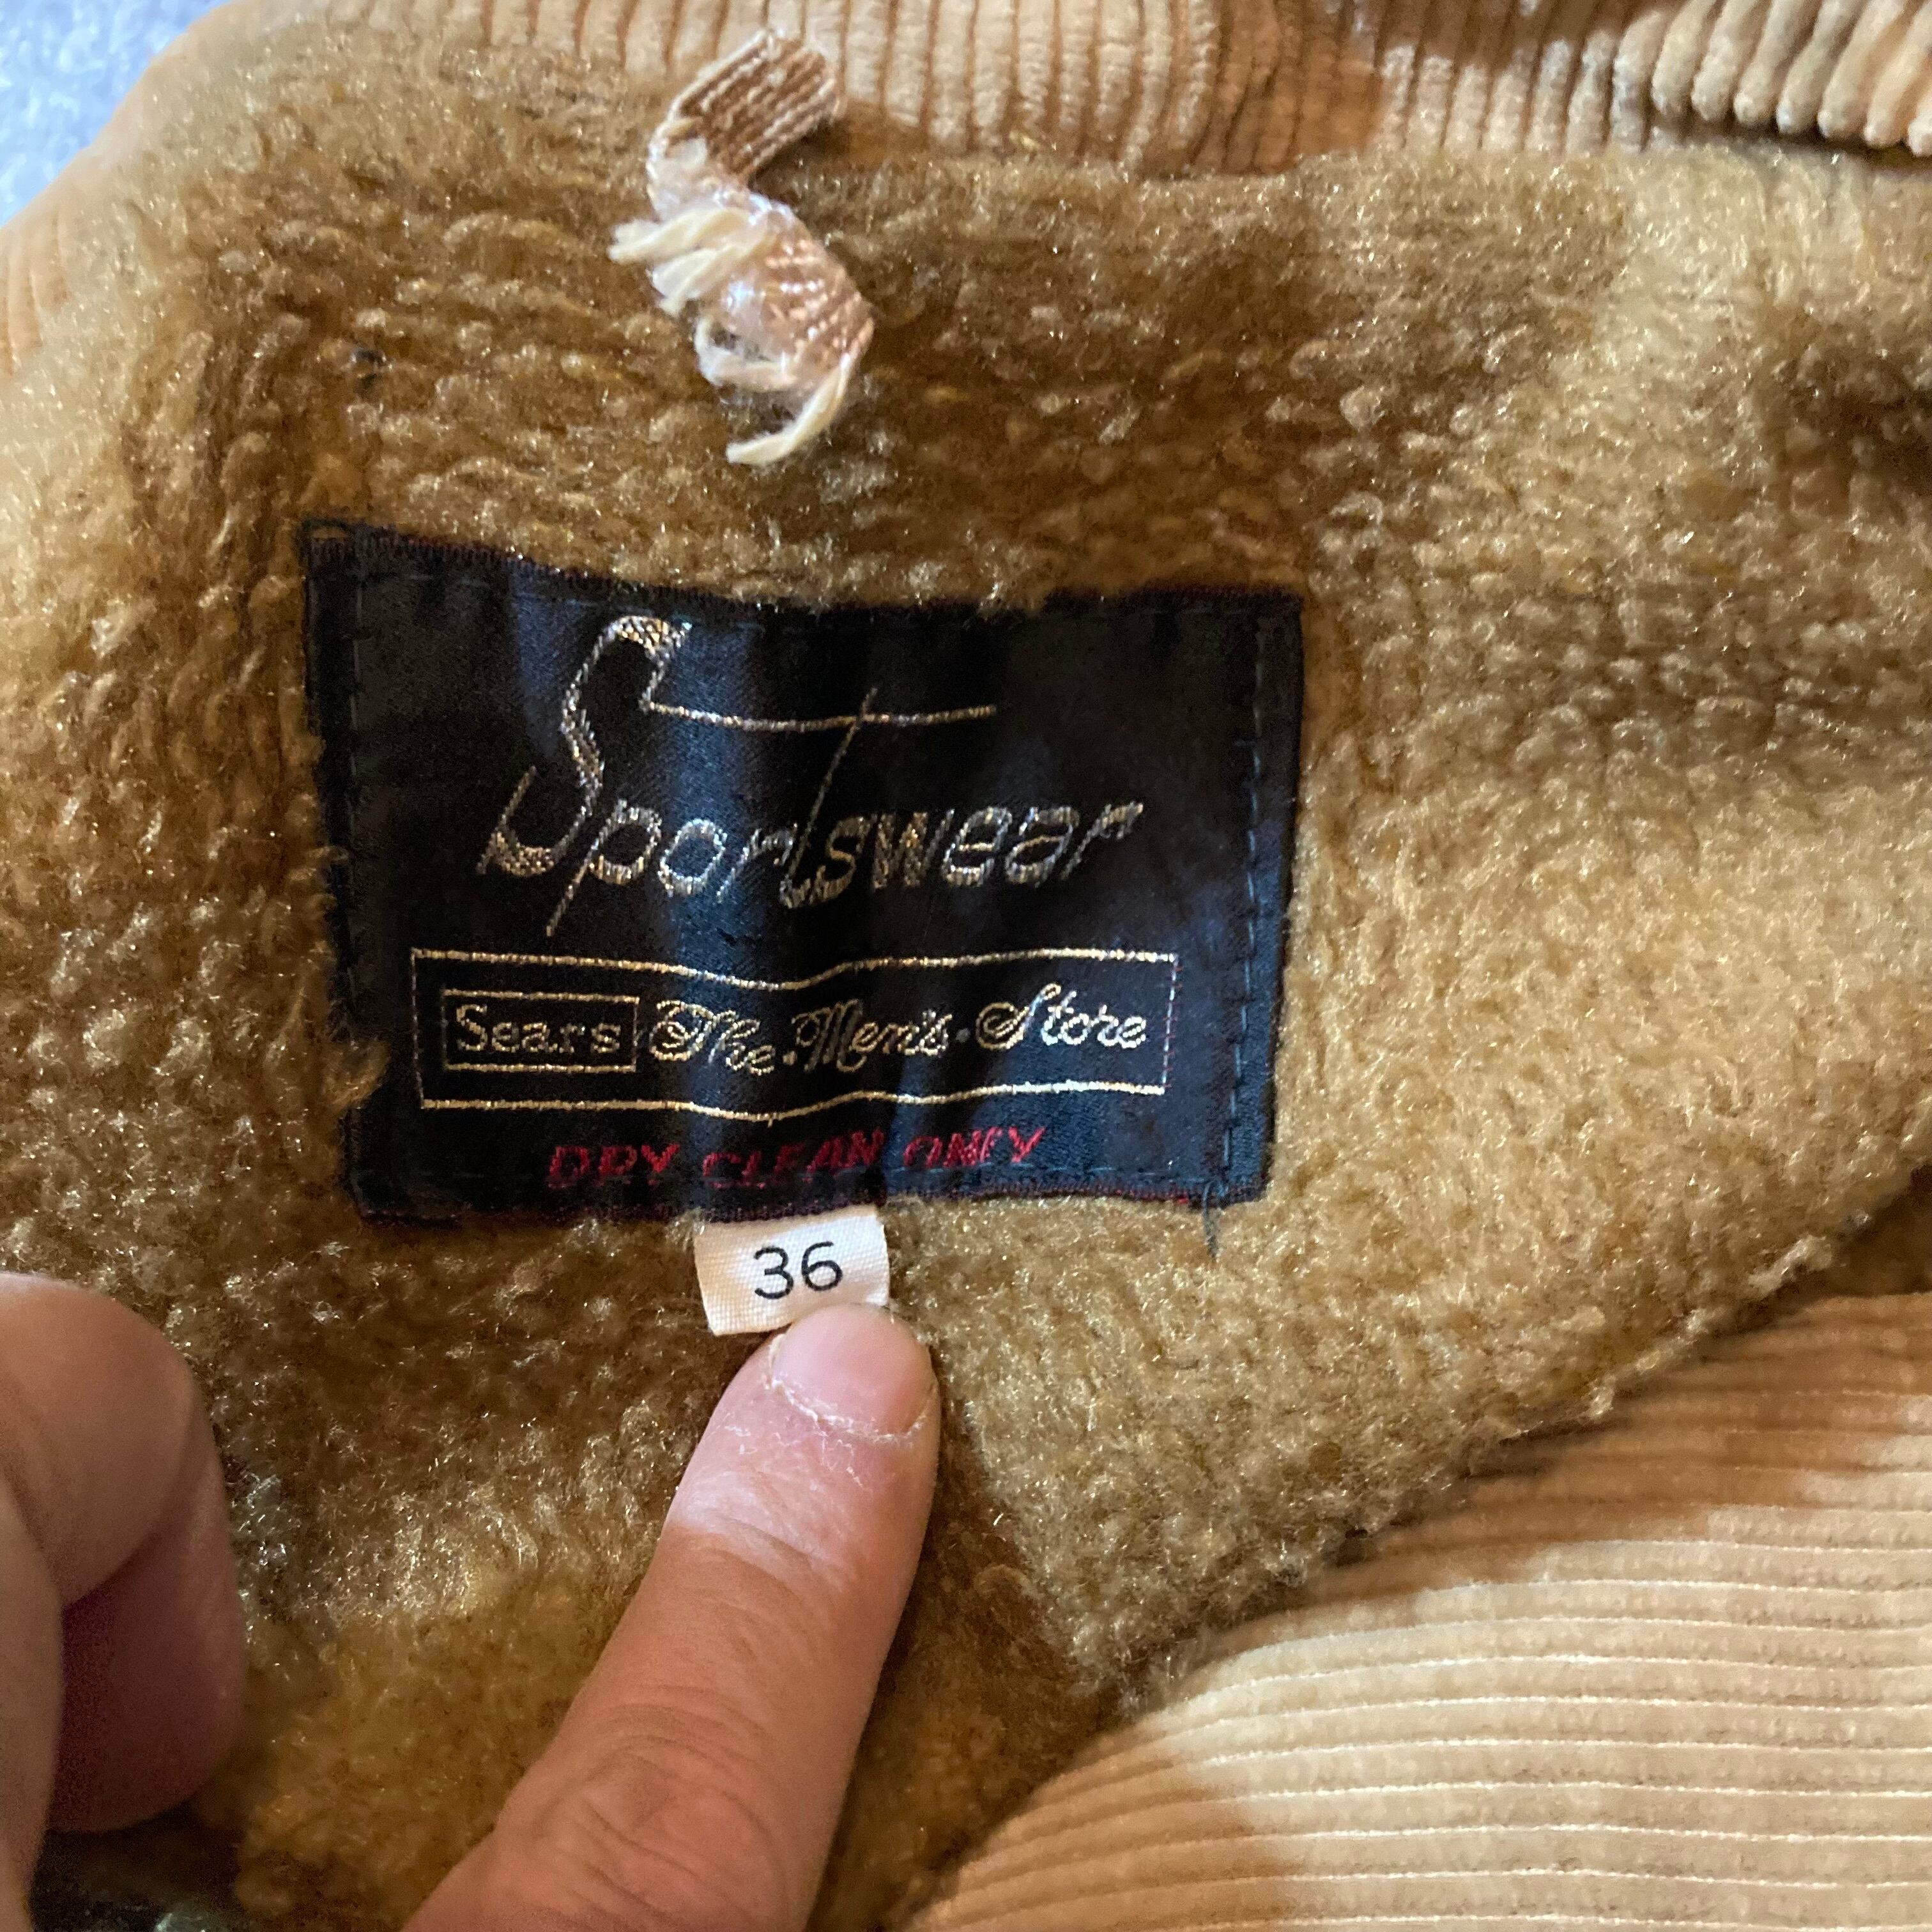 Sportswear
Sears The.Men's.Store
DRY CLEAN ONLY
36